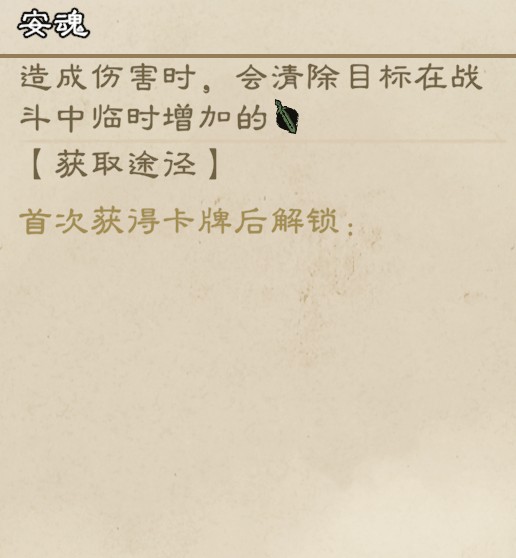 安魂
造成伤害时，会清除目标在战
斗中临时增加的
【获取途径】
首次获得卡牌后解锁：